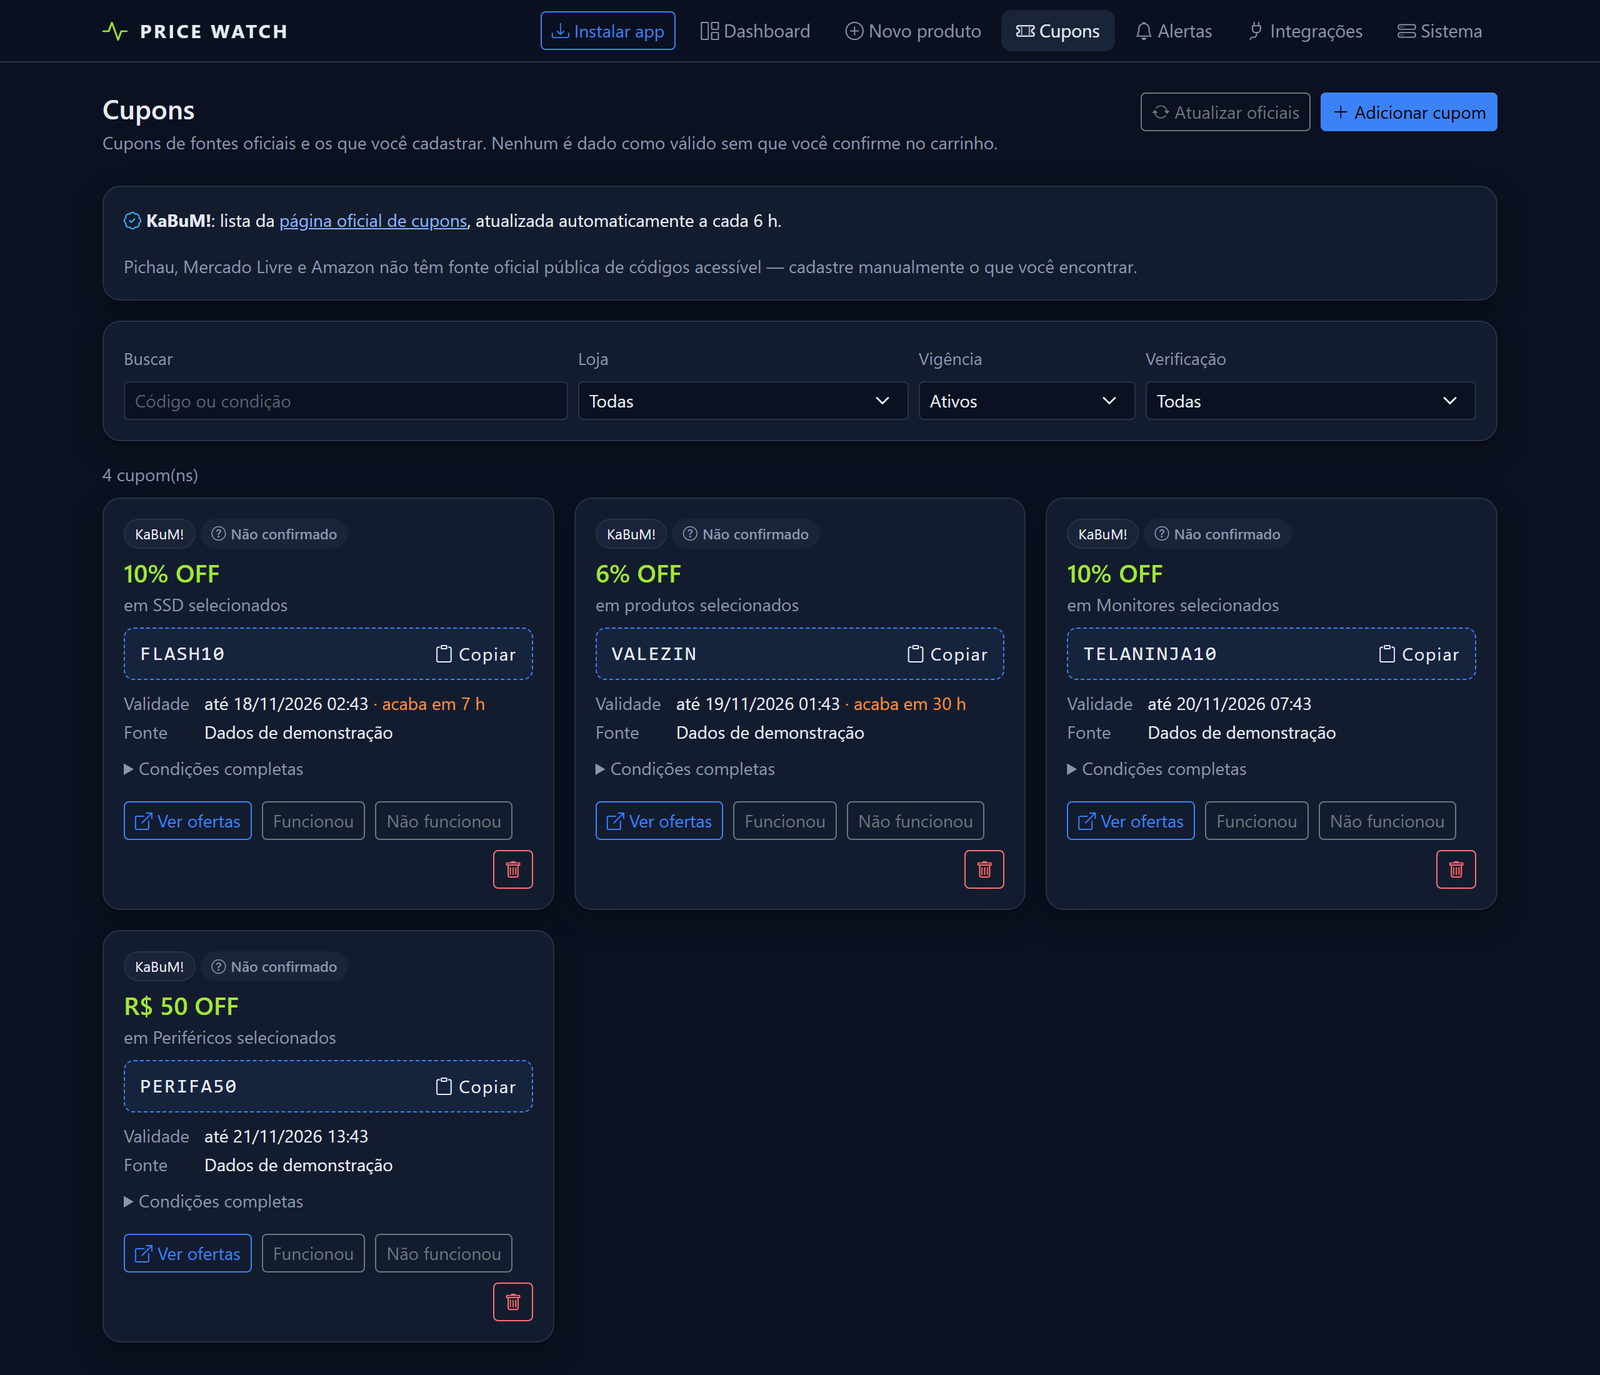 PRICE WATCH
Instalar app
Dashboard
Novo produto
Cupons
Alertas
Integrações
Sistema
Cupons
Cupons de fontes oficiais e os que você cadastrar. Nenhum é dado como válido sem que você confirme no carrinho.
Atualizar oficiais
Adicionar cupom
KaBuM!: lista da página oficial de cupons, atualizada automaticamente a cada 6 h.
Pichau, Mercado Livre e Amazon não têm fonte oficial pública de códigos acessível — cadastre manualmente o que você encontrar.
Buscar
Código ou condição
Loja
Todas
Vigência
Ativos
Verificação
Todas
4 cupom(ns)
KaBuM! Não confirmado
10% OFF
em SSD selecionados
FLASH10 Copiar
Validade até 18/11/2026 02:43 · acaba em 7 h
Fonte Dados de demonstração
Condições completas
Ver ofertas Funcionou Não funcionou
KaBuM! Não confirmado
6% OFF
em produtos selecionados
VALEZIN Copiar
Validade até 19/11/2026 01:43 · acaba em 30 h
Fonte Dados de demonstração
Condições completas
Ver ofertas Funcionou Não funcionou
KaBuM! Não confirmado
10% OFF
em Monitores selecionados
TELANINJA10 Copiar
Validade até 20/11/2026 07:43
Fonte Dados de demonstração
Condições completas
Ver ofertas Funcionou Não funcionou
KaBuM! Não confirmado
R$ 50 OFF
em Periféricos selecionados
PERIFA50 Copiar
Validade até 21/11/2026 13:43
Fonte Dados de demonstração
Condições completas
Ver ofertas Funcionou Não funcionou